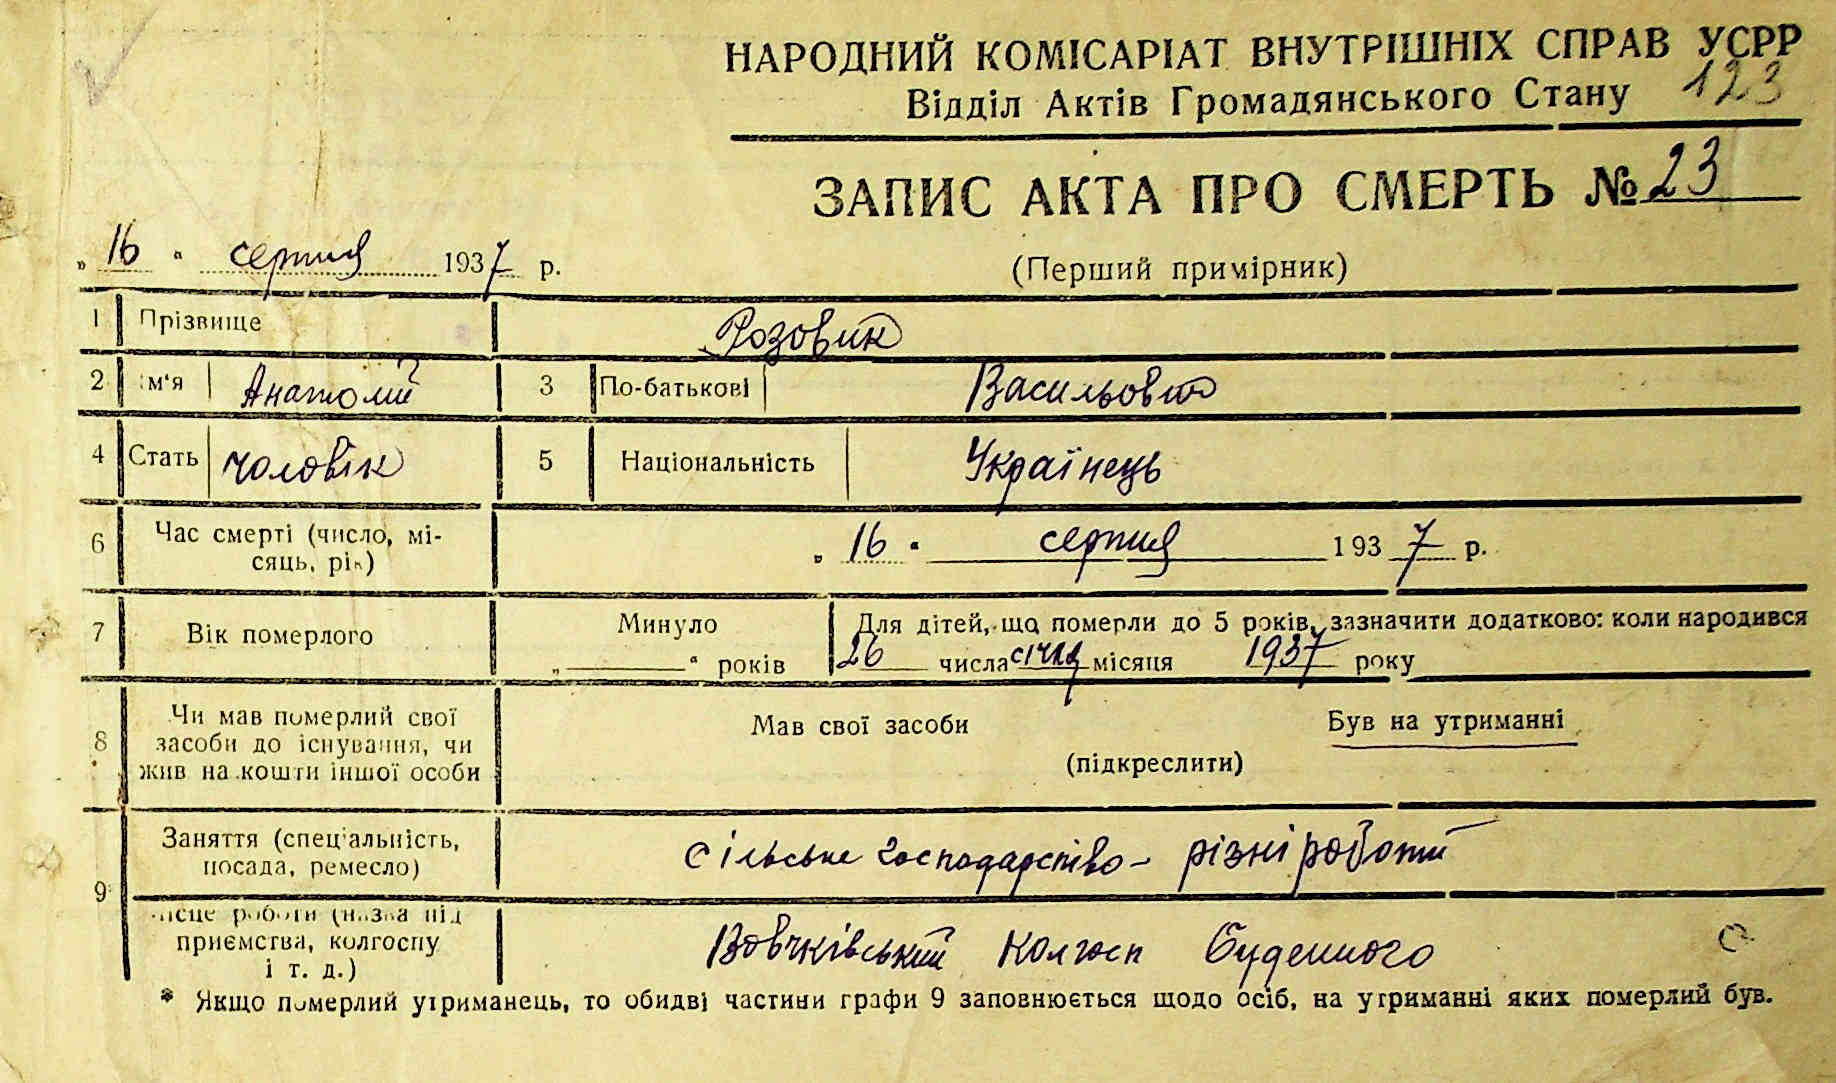 НАРОДНИЙ КОМІСАРІАТ ВНУТРІШНІХ СПРАВ УСРР
Відділ Актів Громадянського Стану 123
ЗАПИС АКТА ПРО СМЕРТЬ № 23
„ 16 “ серпня 1937 р.
(Перший примірник)
1 Прізвище Розовик
2 Ім'я Анатолий 3 По-батькові Васильович
4 Стать чоловік 5 Національність Українець
6 Час смерті (число, мі-
сяць, рік) „ 16 “ серпня 1937 р.
7 Вік померлого Минуло „ “ років Для дітей, що померли до 5 років, зазначити додатково: коли народився
26 числа січня місяця 1937 року
8 Чи мав померлий свої
засоби до існування, чи
жив на кошти іншої особи
Мав свої засоби Був на утриманні
(підкреслити)
9 Заняття (спеціальність,
посада, ремесло) сільське господарство - різні роботи
Місце роботи (назва під
приємства, колгоспу
і т. д.) Вовчківський Колгосп Буденного
* Якщо померлий утриманець, то обидві частини графи 9 заповнюється щодо осіб, на утриманні яких померлий був.